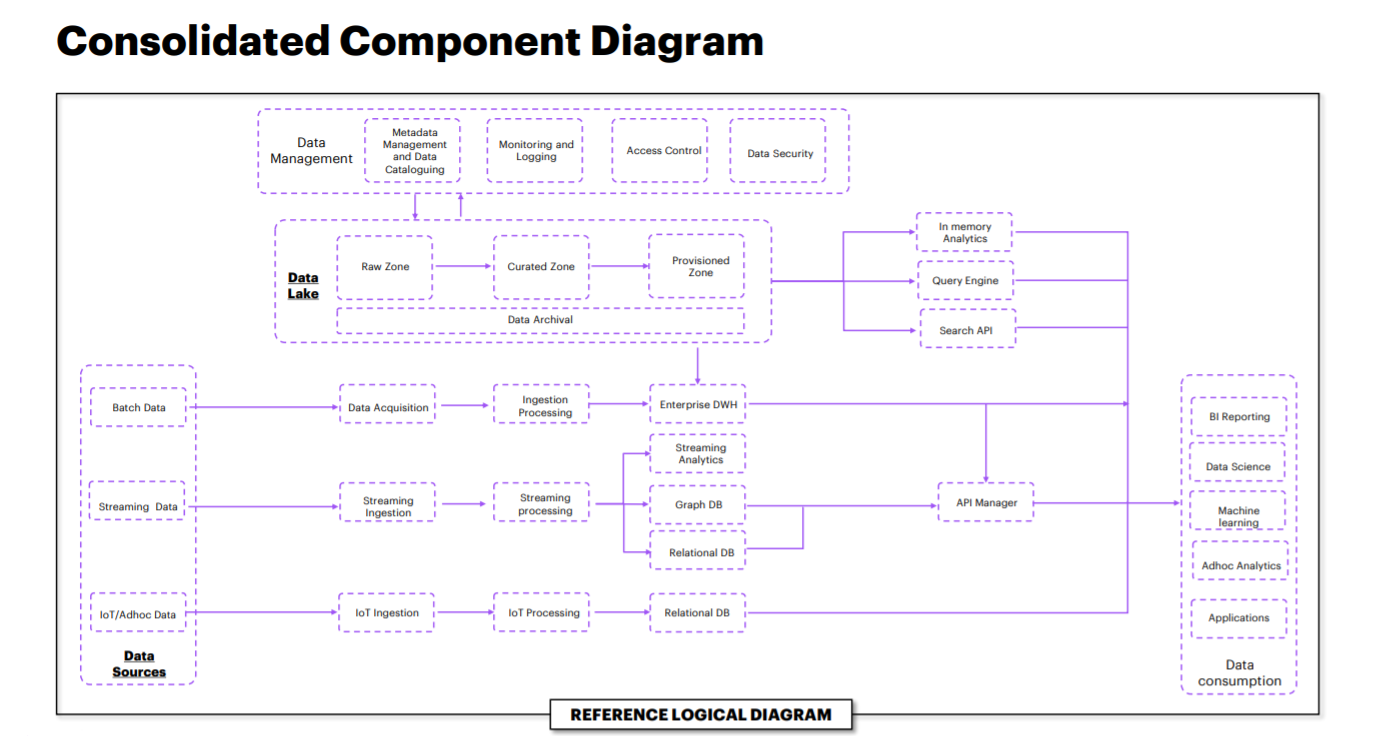 Consolidated Component Diagram
Data
Management
Metadata
Management
and Data
Cataloguing
Monitoring and
Logging
Access Control
Data Security
Data
Lake
Raw Zone
Curated Zone
Provisioned
Zone
Data Archival
In memory
Analytics
Query Engine
Search API
Batch Data
Streaming Data
IoT/Adhoc Data
Data
Sources
Data Acquisition
Ingestion
Processing
Enterprise DWH
Streaming
Analytics
Streaming
Ingestion
Streaming
processing
Graph DB
Relational DB
API Manager
IoT Ingestion
IoT Processing
Relational DB
BI Reporting
Data Science
Machine
learning
Adhoc Analytics
Applications
Data
consumption
REFERENCE LOGICAL DIAGRAM